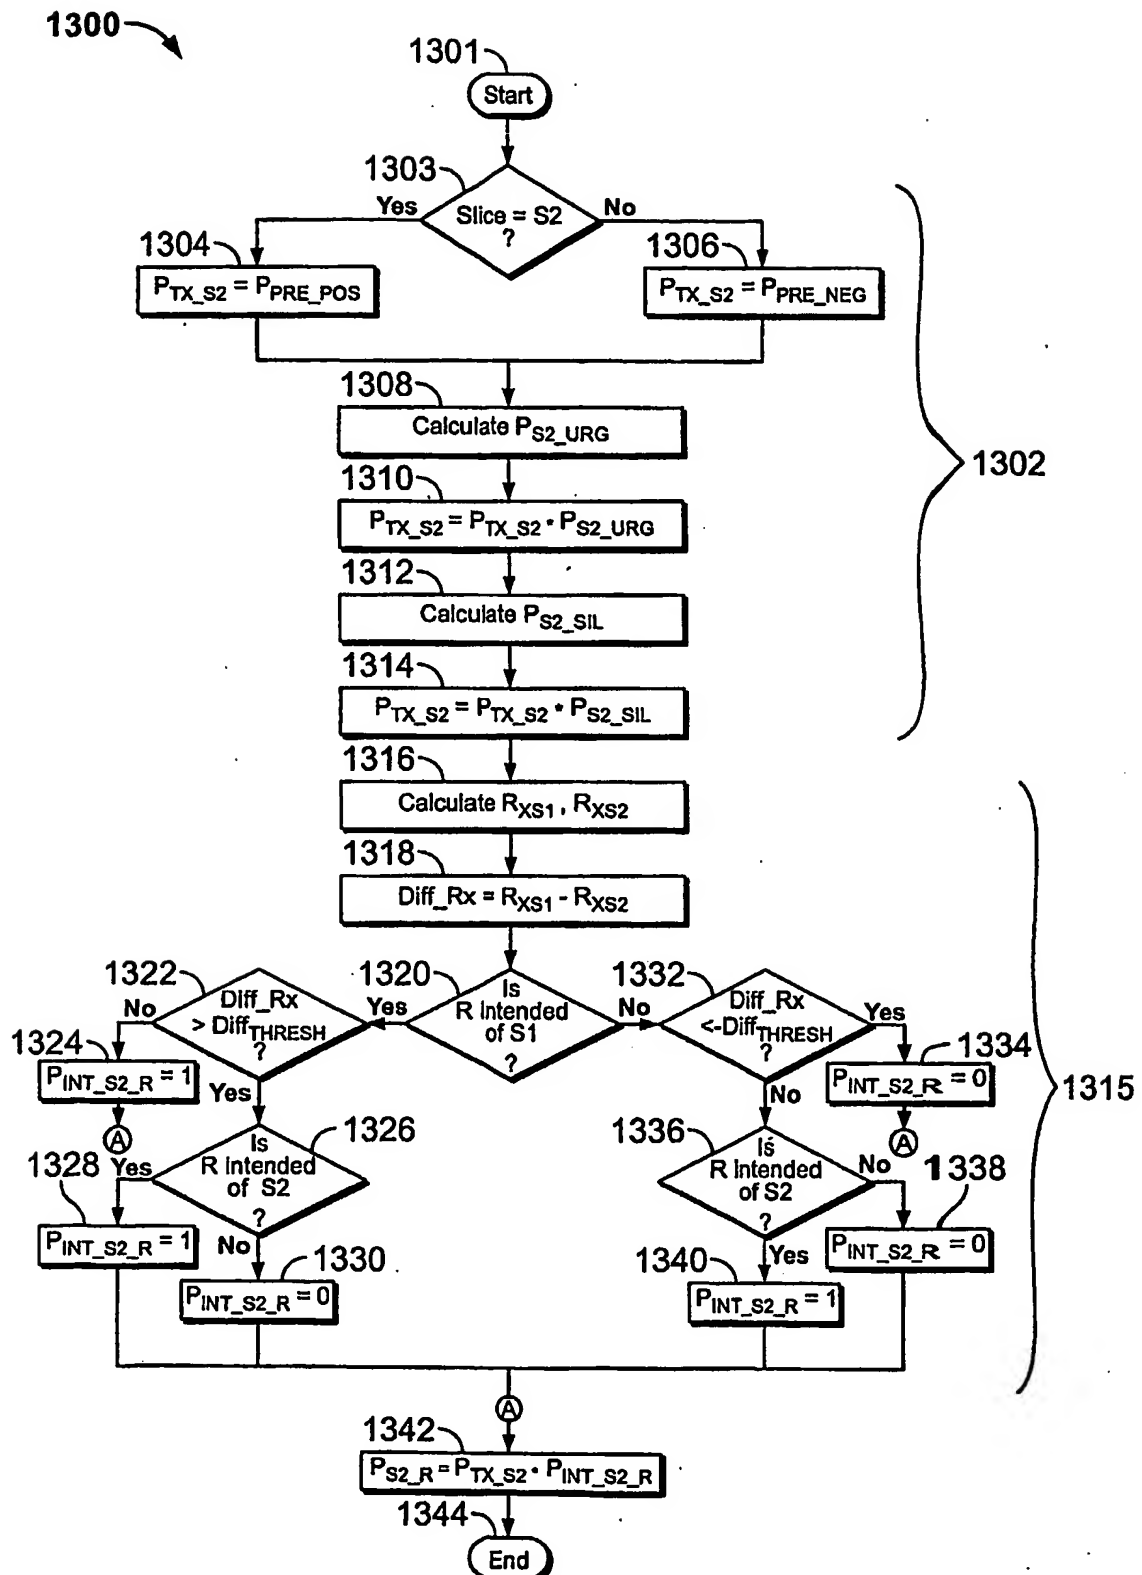 1300
1301
Start
1303
Yes
Slice = S2
?
No
1304
P_TX_S2 = P_PRE_POS
1306
P_TX_S2 = P_PRE_NEG
1308
Calculate P_S2_URG
1310
P_TX_S2 = P_TX_S2 • P_S2_URG
1302
1312
Calculate P_S2_SIL
1314
P_TX_S2 = P_TX_S2 • P_S2_SIL
1316
Calculate R_XS1, R_XS2
1318
Diff_Rx = R_XS1 - R_XS2
1322
No
Diff_Rx
> Diff_THRESH
?
Yes
1320
Is
R Intended
of S1
?
No
1332
Diff_Rx
<-Diff_THRESH
?
Yes
1324
P_INT_S2_R = 1
Yes
No
1334
P_INT_S2_R = 0
1315
A
A
1326
Is
R Intended
of S2
?
1336
Is
R Intended
of S2
?
1328
Yes
P_INT_S2_R = 1
No
No
1338
P_INT_S2_R = 0
1330
P_INT_S2_R = 0
Yes
1340
P_INT_S2_R = 1
A
1342
P_S2_R = P_TX_S2 • P_INT_S2_R
1344
End